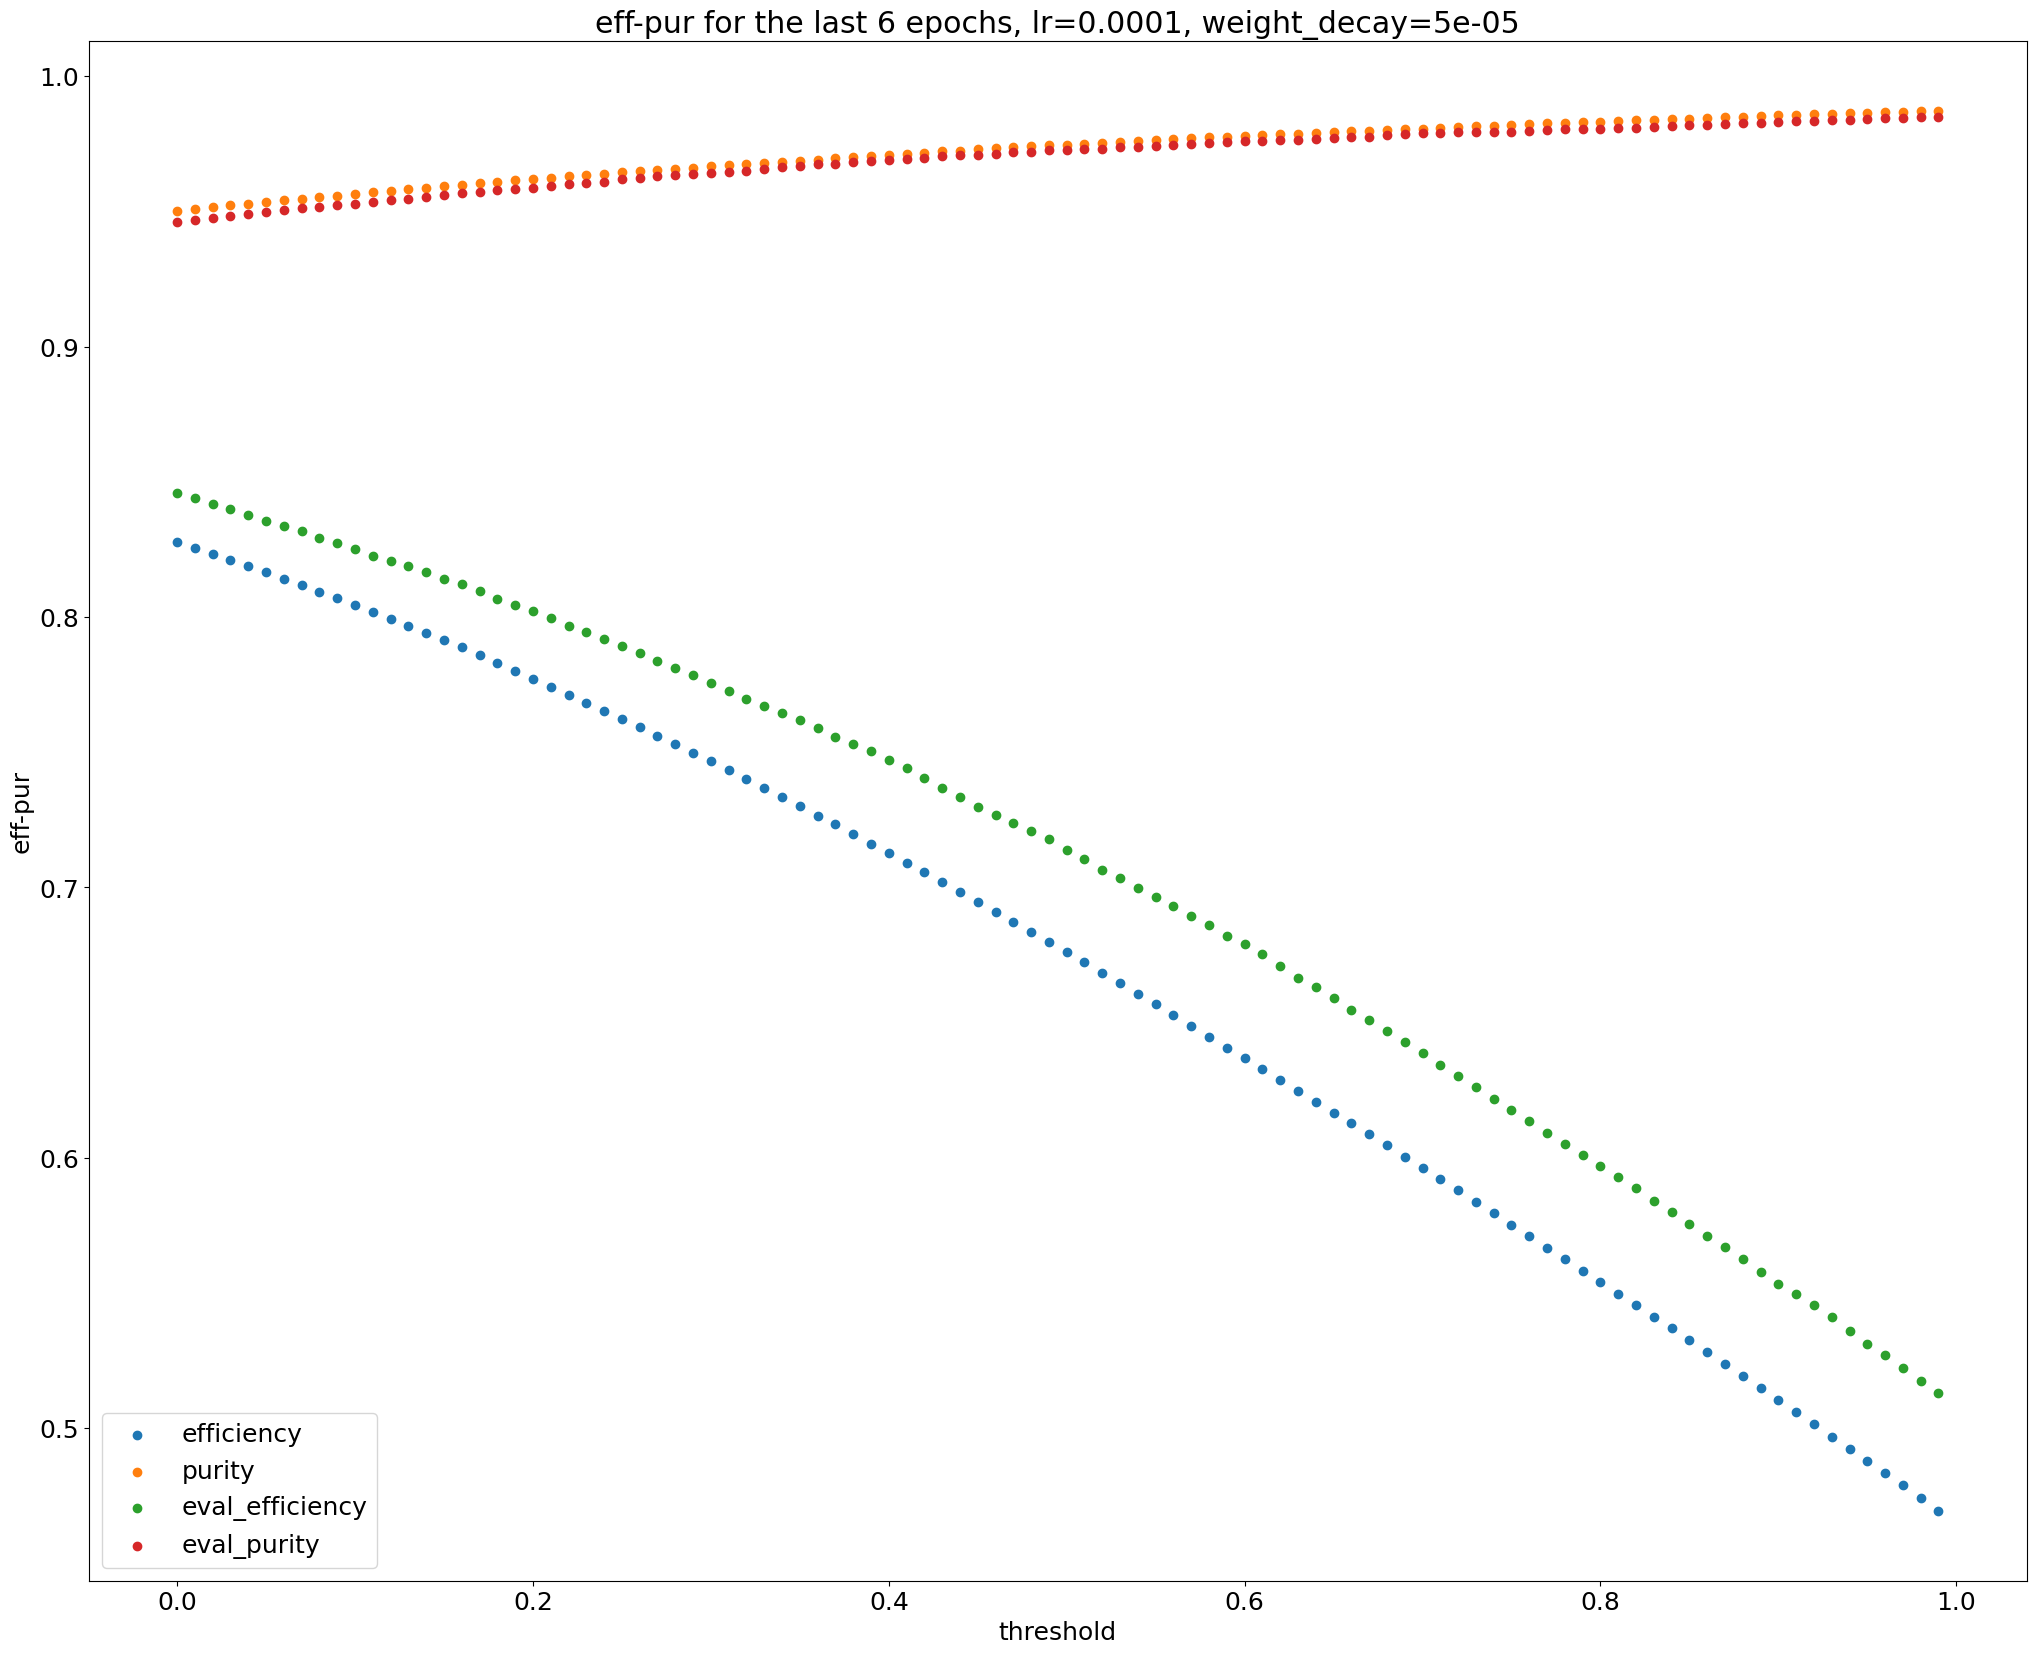 eff-pur for the last 6 epochs, lr=0.0001, weight_decay=5e-05
1.0
0.9
0.8
0.7
0.6
0.5
eff-pur
efficiency
purity
eval_efficiency
eval_purity
0.0 0.2 0.4 0.6 0.8 1.0
threshold